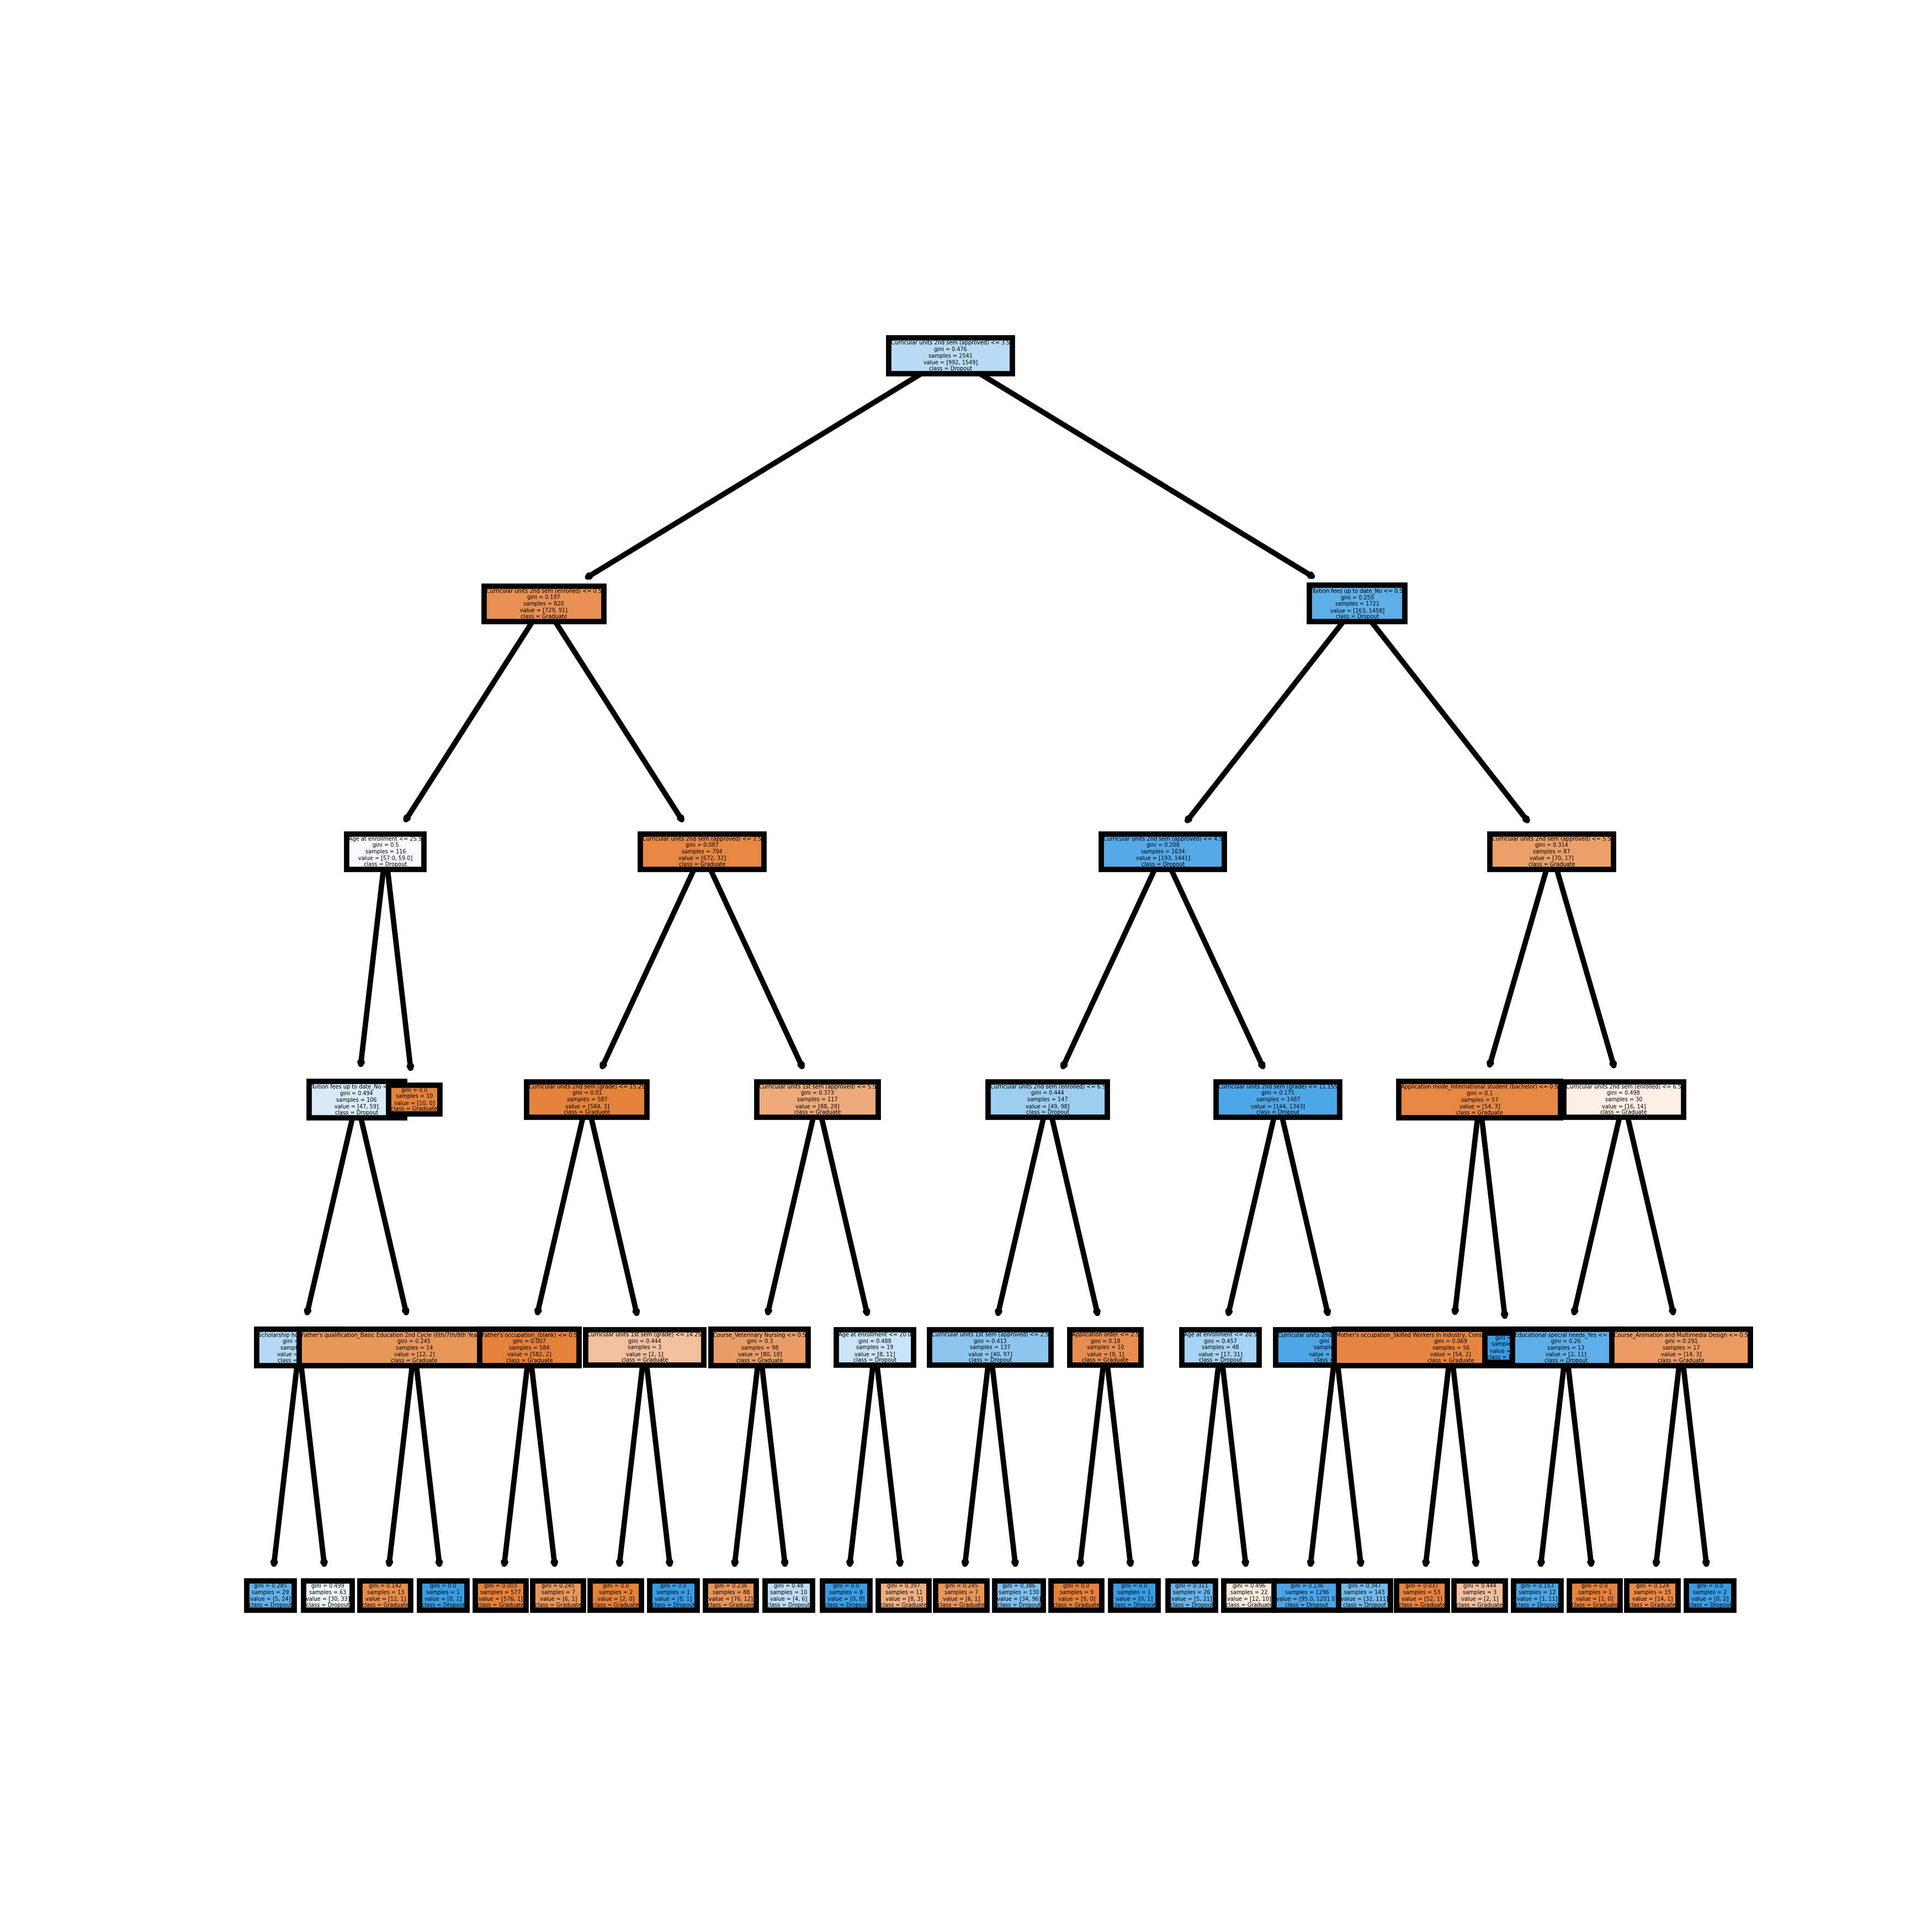 Curricular units 2nd sem (approved) <= 3.5
gini = 0.476
samples = 2541
value = [992, 1549]
class = Dropout
Curricular units 2nd sem (enrolled) <= 0.5
gini = 0.197
samples = 820
value = [729, 91]
class = Graduate
Tuition fees up to date_No <= 0.5
gini = 0.259
samples = 1721
value = [263, 1458]
class = Dropout
Age at enrollment <= 25.5
gini = 0.5
samples = 116
value = [57.0, 59.0]
class = Dropout
Curricular units 2nd sem (approved) <= 2.5
gini = 0.087
samples = 704
value = [672, 32]
class = Graduate
Curricular units 2nd sem (approved) <= 4.5
gini = 0.208
samples = 1634
value = [193, 1441]
class = Dropout
Curricular units 2nd sem (approved) <= 5.5
gini = 0.314
samples = 87
value = [70, 17]
class = Graduate
Tuition fees up to date_No <
gini = 0.494
samples = 106
value = [47, 59]
class = Dropout
gini = 0.0
samples = 10
value = [10, 0]
class = Graduate
Curricular units 2nd sem (grade) <= 15.25
gini = 0.01
samples = 587
value = [584, 3]
class = Graduate
Curricular units 1st sem (approved) <= 5.5
gini = 0.373
samples = 117
value = [88, 29]
class = Graduate
Curricular units 2nd sem (enrolled) <= 6.5
gini = 0.444
samples = 147
value = [49, 98]
class = Dropout
Curricular units 2nd sem (grade) <= 11.155
gini = 0.175
samples = 1487
value = [144, 1343]
class = Dropout
Application mode_International student (bachelor) <= 0.5
gini = 0.1
samples = 57
value = [54, 3]
class = Graduate
Curricular units 2nd sem (enrolled) <= 6.5
gini = 0.498
samples = 30
value = [16, 14]
class = Graduate
Scholarship
gini
Father's qualification_Basic Education 2nd Cycle (6th/7th/8th Year
gini = 0.245
samples = 14
value = [12, 2]
class = Graduate
Father's occupation_(blank) <= 0.5
gini = 0.007
samples = 584
value = [582, 2]
class = Graduate
Curricular units 1st sem (grade) <= 14.25
gini = 0.444
samples = 3
value = [2, 1]
class = Graduate
Course_Veterinary Nursing <= 0.5
gini = 0.3
samples = 98
value = [80, 18]
class = Graduate
Age at enrollment <= 20.0
gini = 0.488
samples = 19
value = [8, 11]
class = Dropout
Curricular units 1st sem (approved) <= 2.5
gini = 0.413
samples = 137
value = [40, 97]
class = Dropout
Application order <= 2.5
gini = 0.18
samples = 10
value = [9, 1]
class = Graduate
Age at enrollment <= 20.5
gini = 0.457
samples = 48
value = [17, 31]
class = Dropout
Curricular units 2nd
gini
Mother's occupation_Skilled Workers in Industry, Cons
gini = 0.069
samples = 56
value = [54, 2]
class = Graduate
gini =
Educational special needs_Yes <=
gini = 0.26
samples = 13
value = [2, 11]
class = Dropout
Course_Animation and Multimedia Design <= 0.5
gini = 0.291
samples = 17
value = [14, 3]
class = Graduate
gini = 0.285
samples = 29
value = [5, 24]
class = Dropout
gini = 0.499
samples = 63
value = [30, 33]
class = Dropout
gini = 0.142
samples = 13
value = [12, 1]
class = Graduate
gini = 0.0
samples = 1
value = [0, 1]
class = Dropout
gini = 0.003
samples = 577
value = [576, 1]
class = Graduate
gini = 0.245
samples = 7
value = [6, 1]
class = Graduate
gini = 0.0
samples = 2
value = [2, 0]
class = Graduate
gini = 0.0
samples = 1
value = [0, 1]
class = Dropout
gini = 0.236
samples = 88
value = [76, 12]
class = Graduate
gini = 0.48
samples = 10
value = [4, 6]
class = Dropout
gini = 0.0
samples = 8
value = [0, 8]
class = Dropout
gini = 0.397
samples = 11
value = [8, 3]
class = Graduate
gini = 0.245
samples = 7
value = [6, 1]
class = Graduate
gini = 0.386
samples = 130
value = [34, 96]
class = Dropout
gini = 0.0
samples = 9
value = [9, 0]
class = Graduate
gini = 0.0
samples = 1
value = [0, 1]
class = Dropout
gini = 0.311
samples = 26
value = [5, 21]
class = Dropout
gini = 0.496
samples = 22
value = [12, 10]
class = Graduate
gini = 0.136
samples = 1296
value = [95.0, 1201.0
class = Dropout
gini = 0.347
samples = 143
value = [32, 111]
class = Dropout
gini = 0.037
samples = 53
value = [52, 1]
class = Graduate
gini = 0.444
samples = 3
value = [2, 1]
class = Graduate
gini = 0.153
samples = 12
value = [1, 11]
class = Dropout
gini = 0.0
samples = 1
value = [1, 0]
class = Graduate
gini = 0.124
samples = 15
value = [14, 1]
class = Graduate
gini = 0.0
samples = 2
value = [0, 2]
class = Dropout